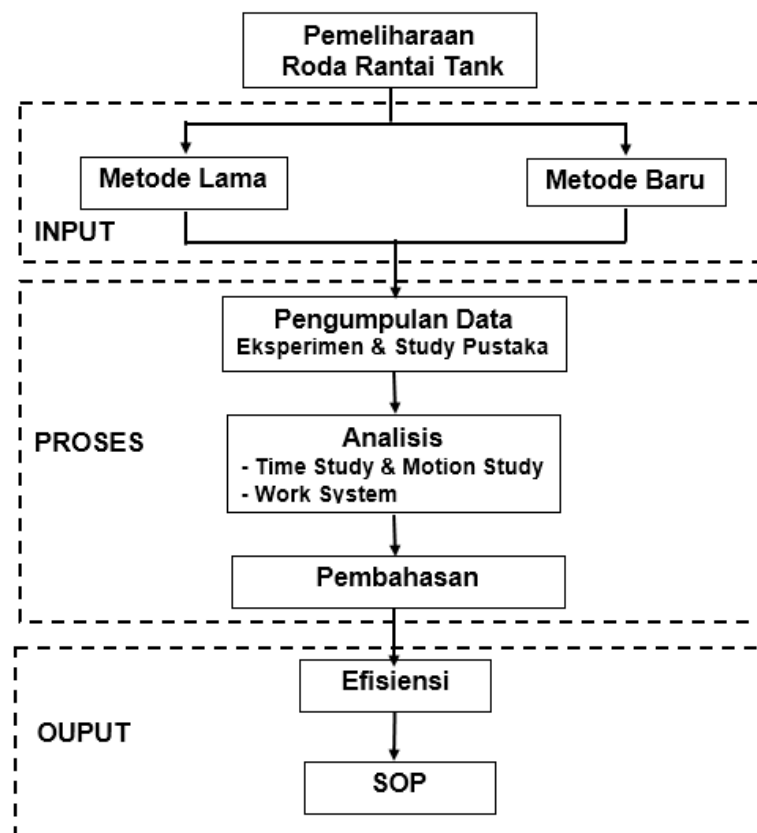 Pemeliharaan
Roda Rantai Tank
Metode Lama
Metode Baru
INPUT
Pengumpulan Data
Eksperimen & Study Pustaka
PROSES
Analisis
- Time Study & Motion Study
- Work System
Pembahasan
Efisiensi
OUPUT
SOP